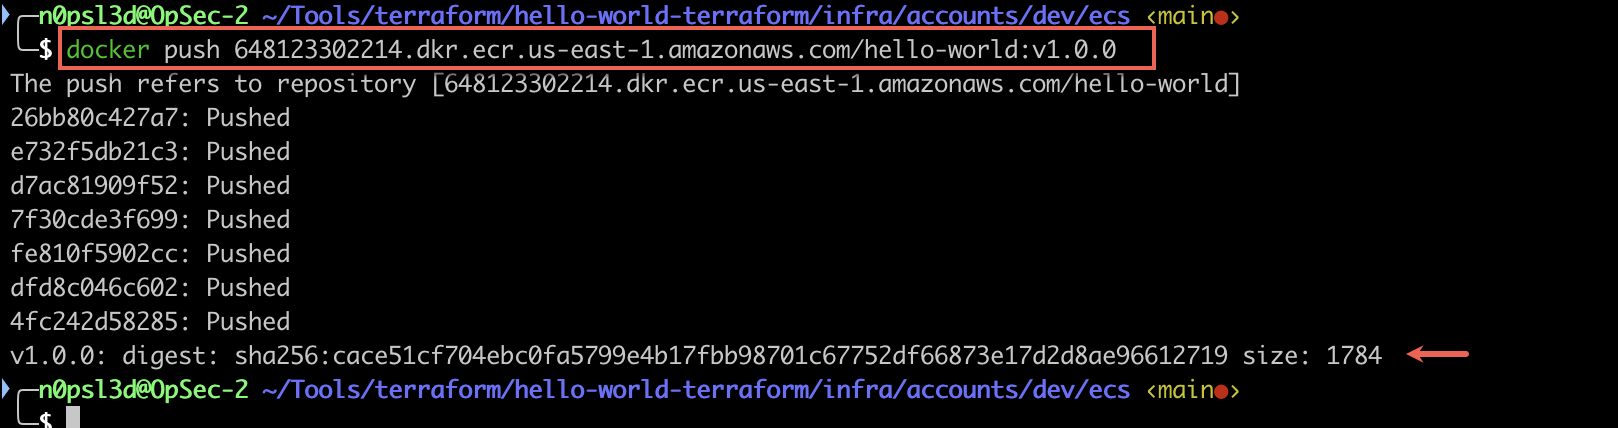 n0psl3d@OpSec-2 ~/Tools/terraform/hello-world-terraform/infra/accounts/dev/ecs ‹main●›
$ docker push 648123302214.dkr.ecr.us-east-1.amazonaws.com/hello-world:v1.0.0
The push refers to repository [648123302214.dkr.ecr.us-east-1.amazonaws.com/hello-world]
26bb80c427a7: Pushed
e732f5db21c3: Pushed
d7ac81909f52: Pushed
7f30cde3f699: Pushed
fe810f5902cc: Pushed
dfd8c046c602: Pushed
4fc242d58285: Pushed
v1.0.0: digest: sha256:cace51cf704ebc0fa5799e4b17fbb98701c67752df66873e17d2d8ae96612719 size: 1784
n0psl3d@OpSec-2 ~/Tools/terraform/hello-world-terraform/infra/accounts/dev/ecs ‹main●›
$